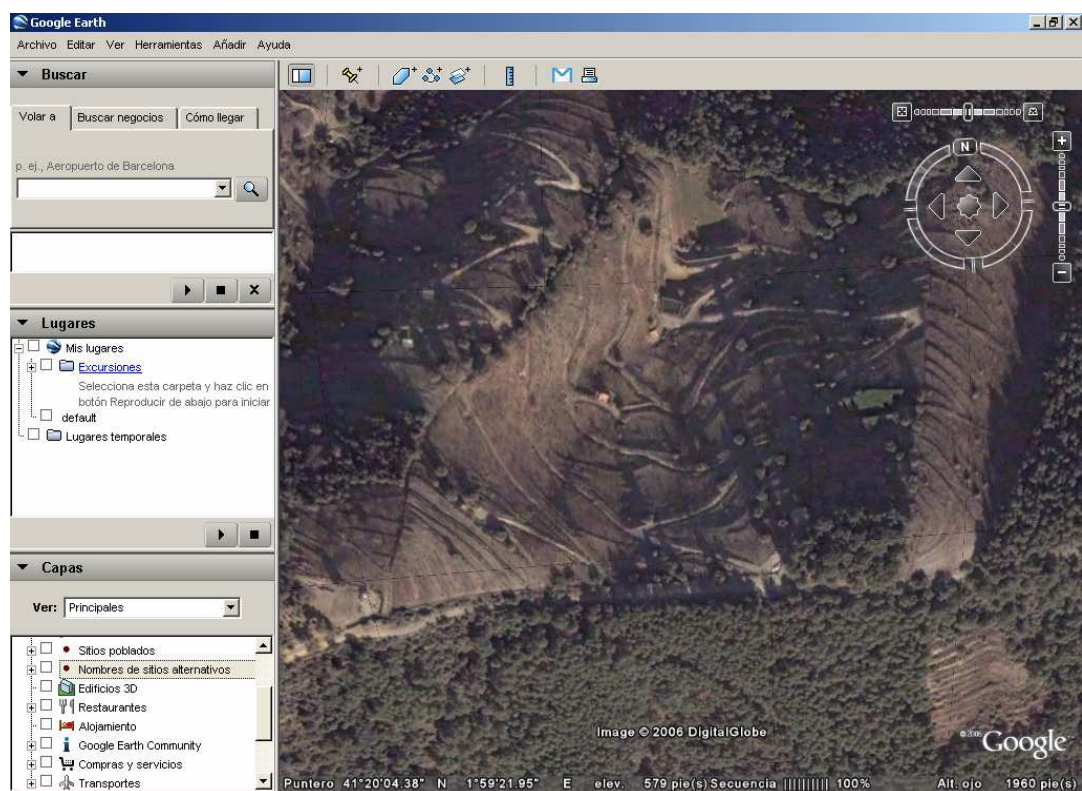 Google Earth
Archivo Editar Ver Herramientas Añadir Ayuda
Buscar
Volar a
Buscar negocios
Cómo llegar
p. ej., Aeropuerto de Barcelona
Lugares
Mis lugares
Excursiones
Selecciona esta carpeta y haz clic en
botón Reproducir de abajo para iniciar
default
Lugares temporales
Capas
Ver: Principales
Sitios poblados
Nombres de sitios alternativos
Edificios 3D
Restaurantes
Alojamiento
Google Earth Community
Compras y servicios
Transportes
N
Image © 2006 DigitalGlobe
©2006 Google
Puntero 41°20'04.38" N 1°59'21.95" E elev. 579 pie(s) Secuencia |||||||||| 100% Alt. ojo 1960 pie(s)